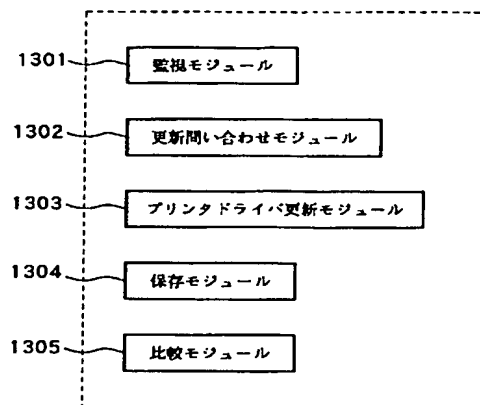 1301 監視モジュール
1302 更新問い合わせモジュール
1303 プリンタドライバ更新モジュール
1304 保存モジュール
1305 比較モジュール